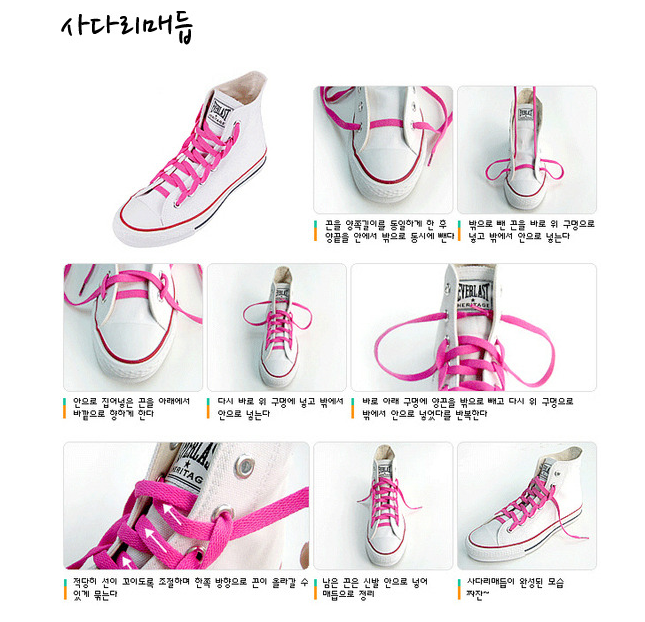 사다리매듭
EVERLAST
HERITAGE
끈을 양쪽길이를 동일하게 한 후
양끝을 안에서 밖으로 동시에 뺀다
밖으로 뺀 끈을 바로 위 구멍으로
넣고 밖에서 안으로 넣는다
EVERLAST
HERITAGE
안으로 집어넣은 끈을 아래에서
바깥으로 향하게 한다
다시 바로 위 구멍에 넣고 밖에서
안으로 넣는다
바로 아래 구멍에 양끈을 밖으로 빼고 다시 위 구멍으로
밖에서 안으로 넣었다를 반복한다
HERITAGE
적당히 선이 꼬이도록 조절하며 한쪽 방향으로 끈이 올라갈 수
있게 묶는다
남은 끈은 신발 안으로 넣어
매듭으로 정리
사다리매듭이 완성된 모습
짜잔~